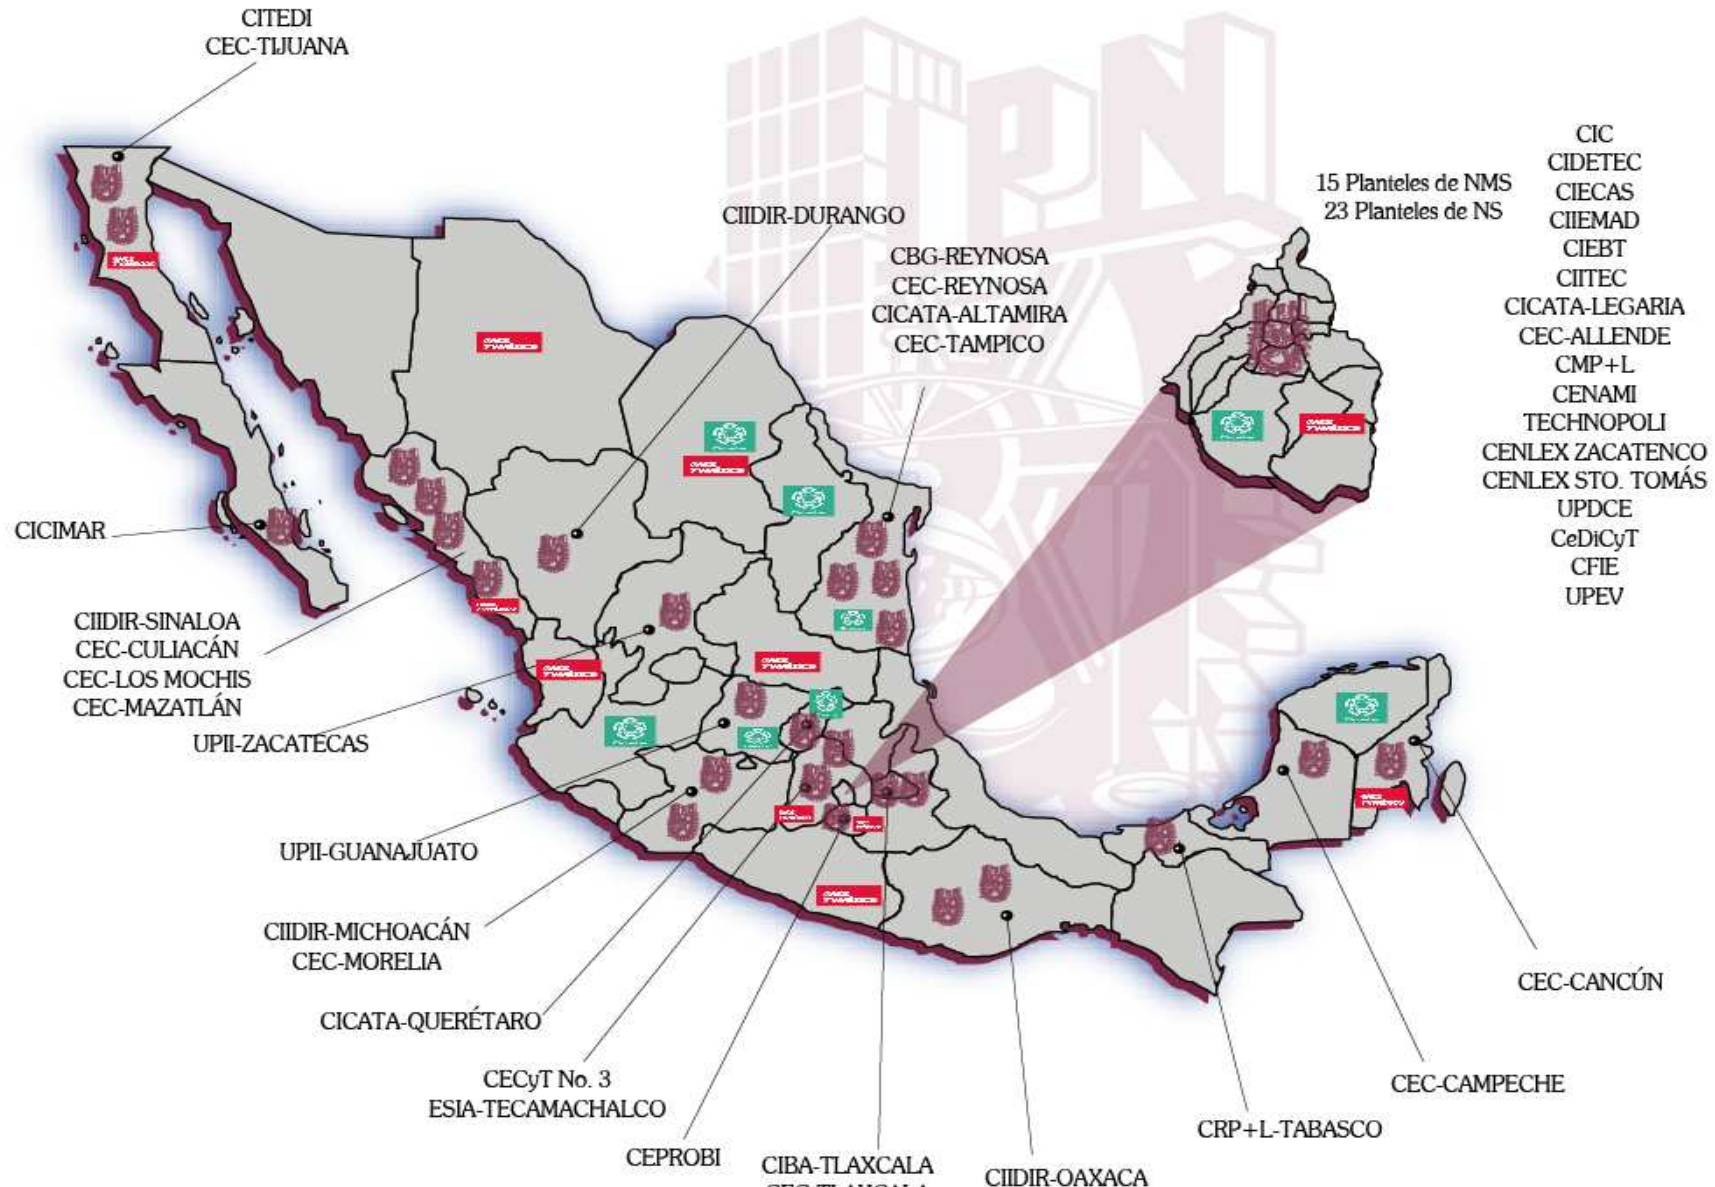 CITEDI
CEC-TIJUANA
IPN
CIIDIR-DURANGO
CBG-REYNOSA
CEC-REYNOSA
CICATA-ALTAMIRA
CEC-TAMPICO
15 Planteles de NMS
23 Planteles de NS
CIC
CIDETEC
CIECAS
CIIEMAD
CIEBT
CIITEC
CICATA-LEGARIA
CEC-ALLENDE
CMP+L
CENAMI
TECHNOPOLI
CENLEX ZACATENCO
CENLEX STO. TOMÁS
UPDCE
CeDiCyT
CFIE
UPEV
CICIMAR
CIIDIR-SINALOA
CEC-CULIACÁN
CEC-LOS MOCHIS
CEC-MAZATLÁN
UPII-ZACATECAS
UPII-GUANAJUATO
CIIDIR-MICHOACÁN
CEC-MORELIA
CICATA-QUERÉTARO
CECyT No. 3
ESIA-TECAMACHALCO
CEPROBI
CIBA-TLAXCALA
CEC-TLAXCALA
CIIDIR-OAXACA
CRP+L-TABASCO
CEC-CAMPECHE
CEC-CANCÚN